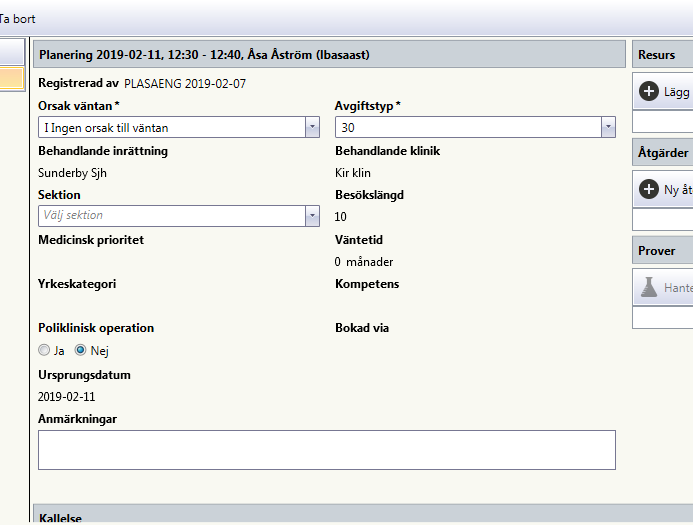 Ta bort
Planering 2019-02-11, 12:30 - 12:40, Åsa Åström (lbasaast)
Registrerad av PLASAENG 2019-02-07
Orsak väntan *
Avgiftstyp *
I Ingen orsak till väntan
30
Behandlande inrättning
Behandlande klinik
Sunderby Sjh
Kir klin
Sektion
Besökslängd
Välj sektion
10
Medicinsk prioritet
Väntetid
0 månader
Yrkeskategori
Kompetens
Poliklinisk operation
Bokad via
Ja
Nej
Ursprungsdatum
2019-02-11
Anmärkningar
Kallelse
Resurs
Lägg
Åtgärder
Ny åt
Prover
Hante